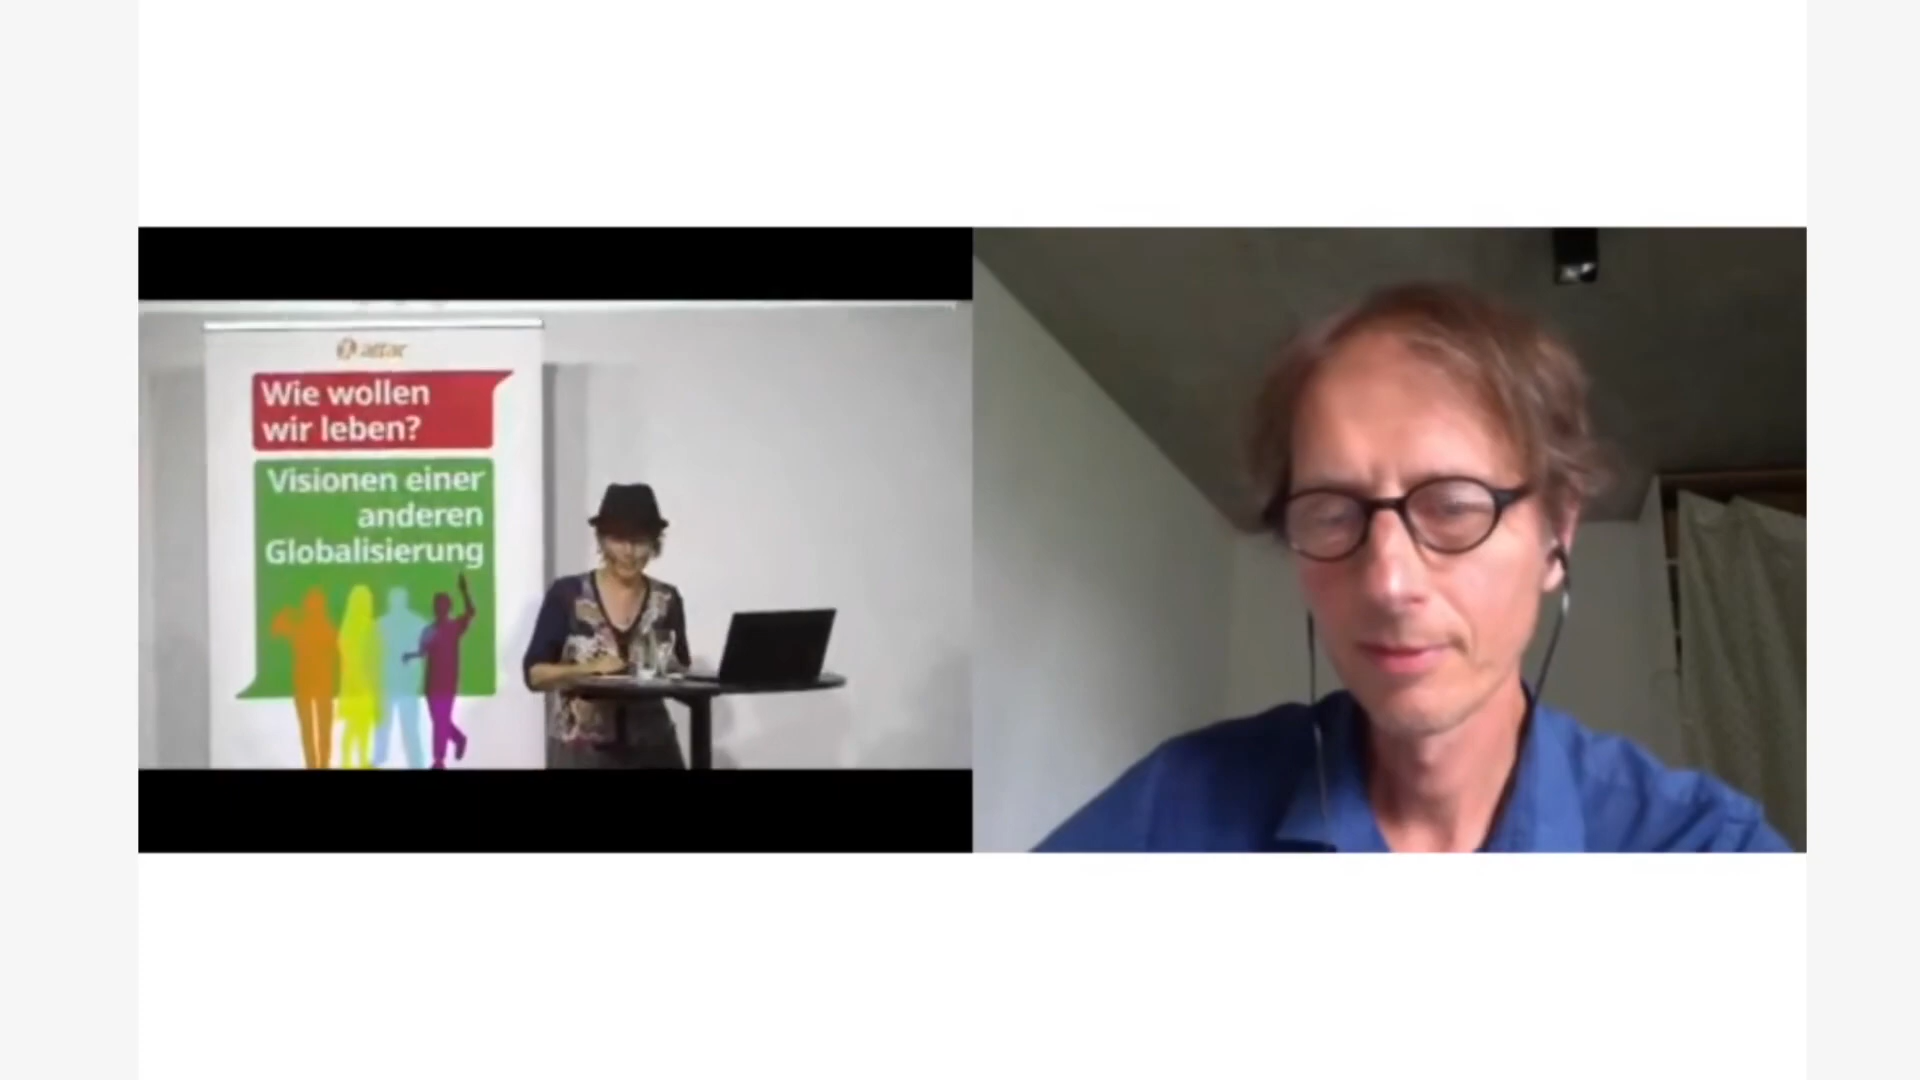 attac
Wie wollen
wir leben?
Visionen einer
anderen
Globalisierung